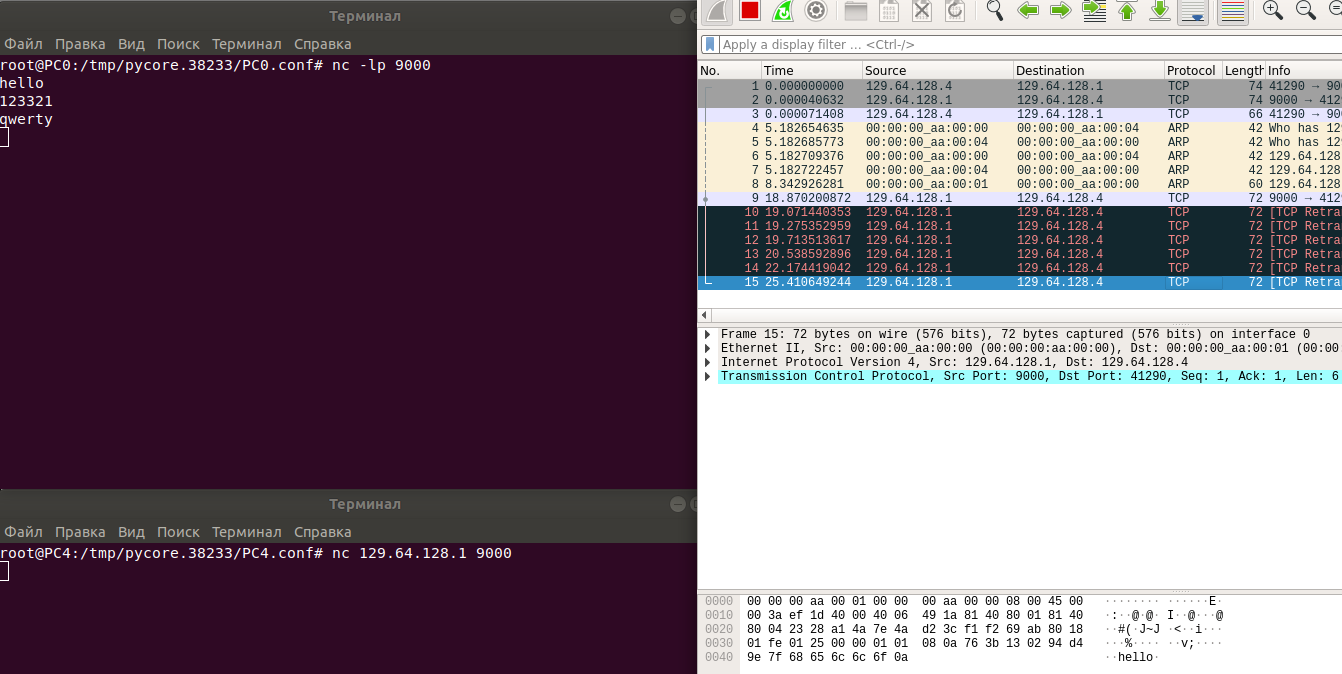 Терминал
Файл Правка Вид Поиск Терминал Справка
root@PC0:/tmp/pycore.38233/PC0.conf# nc -lp 9000
hello
123321
qwerty
Терминал
Файл Правка Вид Поиск Терминал Справка
root@PC4:/tmp/pycore.38233/PC4.conf# nc 129.64.128.1 9000
Apply a display filter … <Ctrl-/>
No. Time Source Destination Protocol Length Info
1 0.000000000 129.64.128.4 129.64.128.1 TCP 74 41290 → 90
2 0.000040632 129.64.128.1 129.64.128.4 TCP 74 9000 → 412
3 0.000071408 129.64.128.4 129.64.128.1 TCP 66 41290 → 90
4 5.182654635 00:00:00_aa:00:00 00:00:00_aa:00:04 ARP 42 Who has 12
5 5.182685773 00:00:00_aa:00:04 00:00:00_aa:00:00 ARP 42 Who has 12
6 5.182709376 00:00:00_aa:00:00 00:00:00_aa:00:04 ARP 42 129.64.128
7 5.182722457 00:00:00_aa:00:04 00:00:00_aa:00:00 ARP 42 129.64.128
8 8.342926281 00:00:00_aa:00:01 00:00:00_aa:00:00 ARP 60 129.64.128
9 18.870200872 129.64.128.1 129.64.128.4 TCP 72 9000 → 412
10 19.071440353 129.64.128.1 129.64.128.4 TCP 72 [TCP Retra
11 19.275352959 129.64.128.1 129.64.128.4 TCP 72 [TCP Retra
12 19.713513617 129.64.128.1 129.64.128.4 TCP 72 [TCP Retra
13 20.538592896 129.64.128.1 129.64.128.4 TCP 72 [TCP Retra
14 22.174419042 129.64.128.1 129.64.128.4 TCP 72 [TCP Retra
15 25.410649244 129.64.128.1 129.64.128.4 TCP 72 [TCP Retra
Frame 15: 72 bytes on wire (576 bits), 72 bytes captured (576 bits) on interface 0
Ethernet II, Src: 00:00:00_aa:00:00 (00:00:00:aa:00:00), Dst: 00:00:00_aa:00:01 (00:00
Internet Protocol Version 4, Src: 129.64.128.1, Dst: 129.64.128.4
Transmission Control Protocol, Src Port: 9000, Dst Port: 41290, Seq: 1, Ack: 1, Len: 6
0000 00 00 00 aa 00 01 00 00 00 aa 00 00 08 00 45 00 ········ ······E·
0010 00 3a ef 1d 40 00 40 06 49 1a 81 40 80 01 81 40 ·:··@·@· I··@···@
0020 80 04 23 28 a1 4a 7e 4a d2 3c f1 f2 69 ab 80 18 ··#(·J~J ·<··i···
0030 01 fe 01 25 00 00 01 01 08 0a 76 3b 13 02 94 d4 ···%···· ··v;····
0040 9e 7f 68 65 6c 6c 6f 0a ··hello·